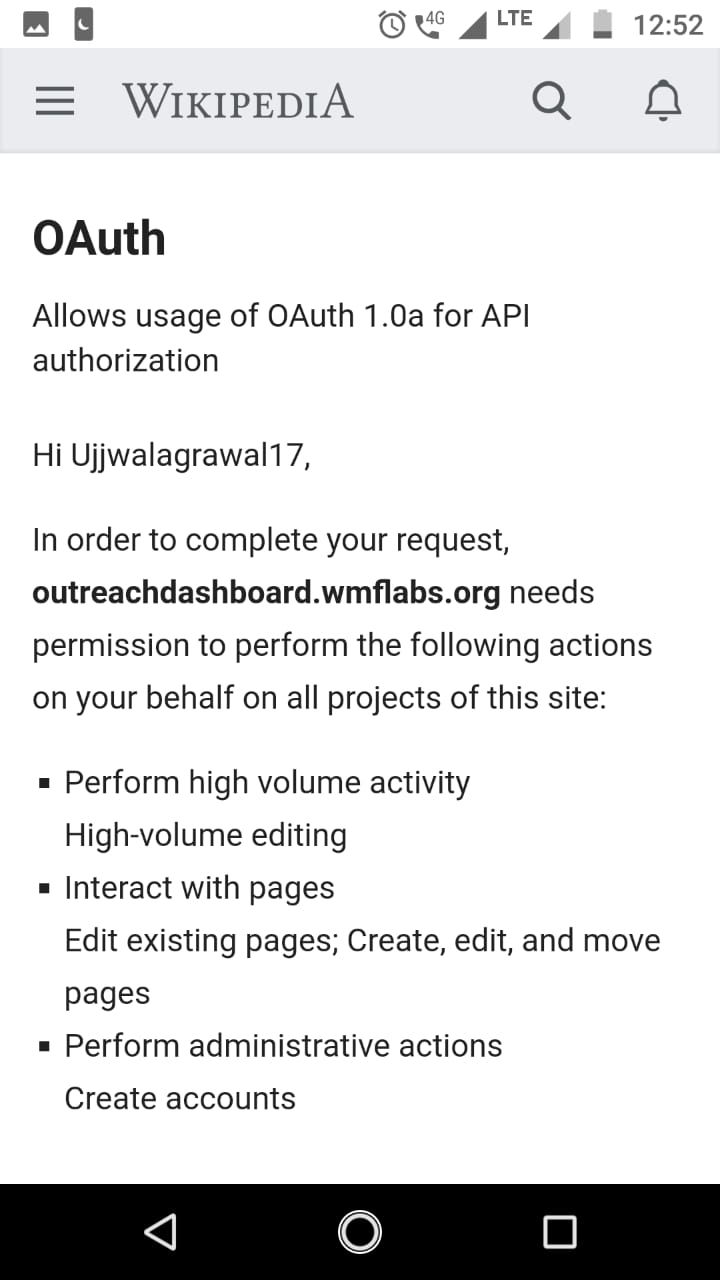 4G LTE 12:52
WIKIPEDIA
OAuth
Allows usage of OAuth 1.0a for API
authorization
Hi Ujjwalagrawal17,
In order to complete your request,
outreachdashboard.wmflabs.org needs
permission to perform the following actions
on your behalf on all projects of this site:
▪ Perform high volume activity
High-volume editing
▪ Interact with pages
Edit existing pages; Create, edit, and move
pages
▪ Perform administrative actions
Create accounts